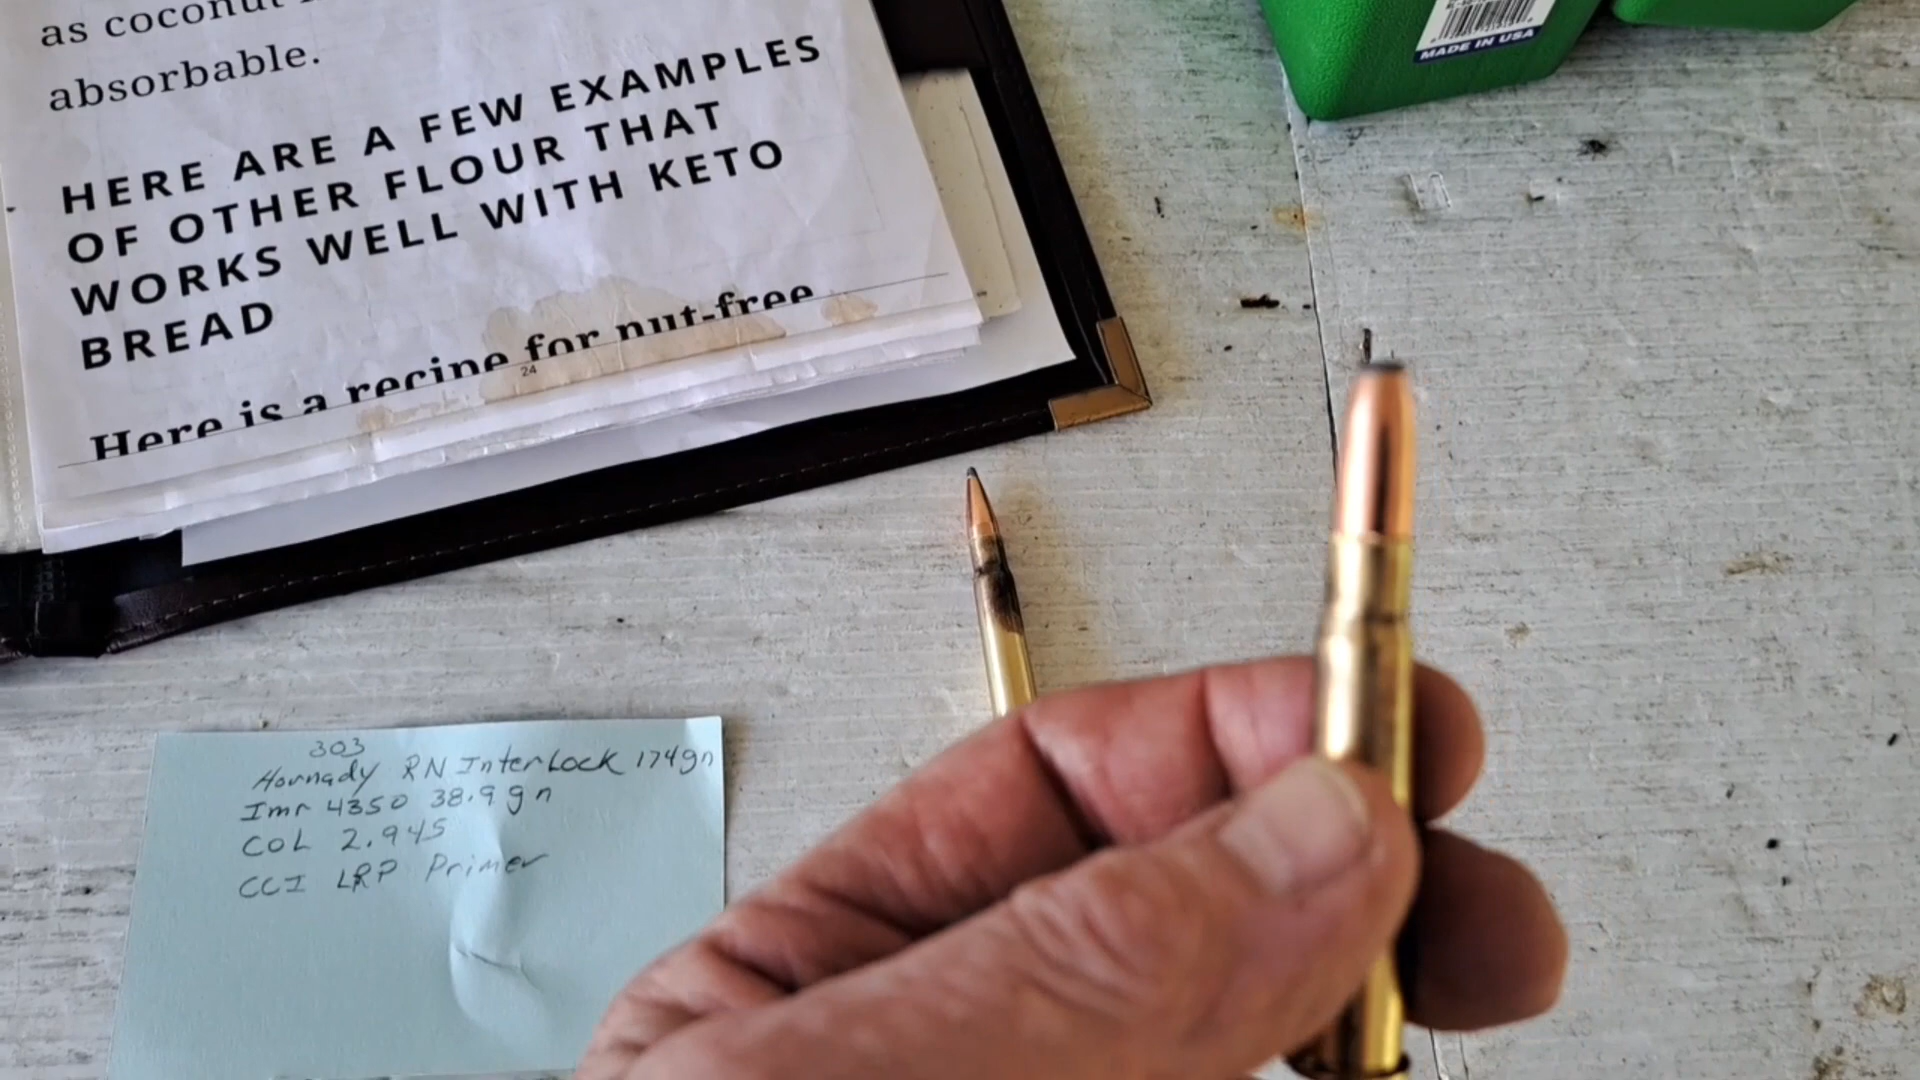 as coconut
absorbable.
HERE ARE A FEW EXAMPLES
OF OTHER FLOUR THAT
WORKS WELL WITH KETO
BREAD
Here is a recipe for nut-free
24
MADE IN USA
303
Hornady RN InterLock 174gn
Imr 4350 38.9gn
COL 2.945
CCI LRP Primer